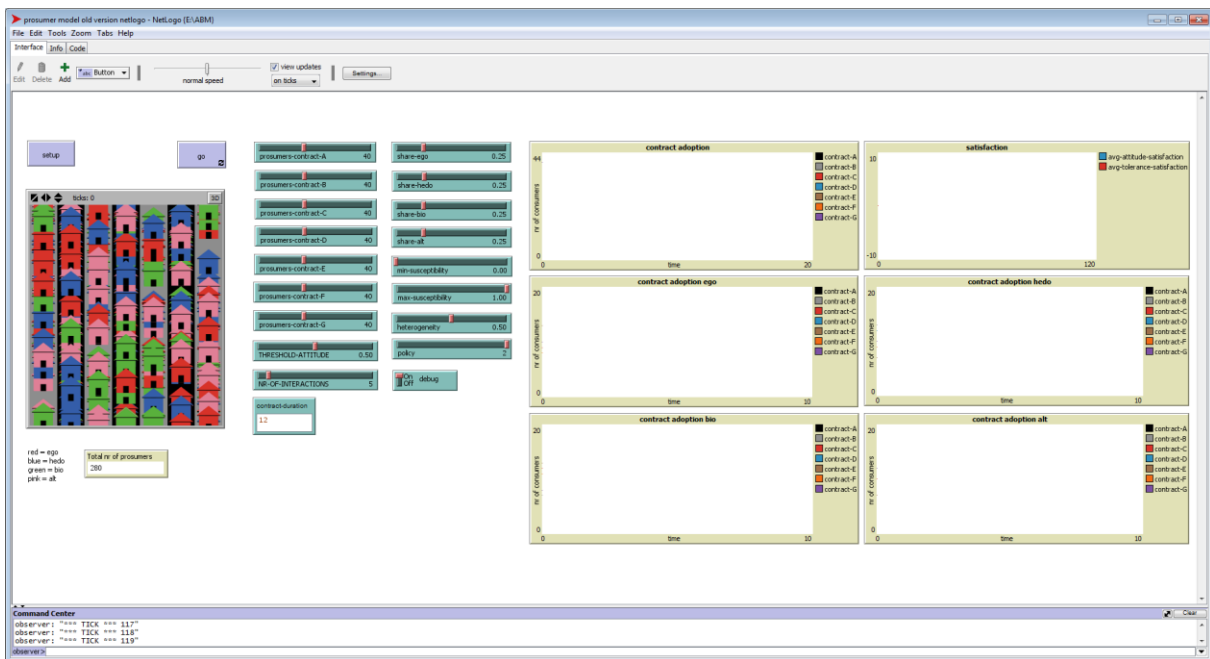 prosumer model old version netlogo - NetLogo {E:\ABM}
File Edit Tools Zoom Tabs Help
Interface Info Code
Edit Delete Add abc Button normal speed view updates on ticks Settings...
setup
go
ticks: 0
3D
red = ego
blue = hedo
green = bio
pink = alt
Total nr of prosumers
280
prosumers-contract-A 40
prosumers-contract-B 40
prosumers-contract-C 40
prosumers-contract-D 40
prosumers-contract-E 40
prosumers-contract-F 40
prosumers-contract-G 40
THRESHOLD-ATTITUDE 0.50
NR-OF-INTERACTIONS 5
contract-duration
12
share-ego 0.25
share-hedo 0.25
share-bio 0.25
share-alt 0.25
min-susceptibility 0.00
max-susceptibility 1.00
heterogeneity 0.50
policy 2
On
Off
debug
contract adoption
44
nr of consumers
0
0 time 20
contract-A
contract-B
contract-C
contract-D
contract-E
contract-F
contract-G
satisfaction
10
-10
0 120
avg-attitude-satisfaction
avg-tolerance-satisfaction
contract adoption ego
20
nr of consumers
0
0 time 10
contract-A
contract-B
contract-C
contract-D
contract-E
contract-F
contract-G
contract adoption hedo
20
nr of consumers
0
0 time 10
contract-A
contract-B
contract-C
contract-D
contract-E
contract-F
contract-G
contract adoption bio
20
nr of consumers
0
0 time 10
contract-A
contract-B
contract-C
contract-D
contract-E
contract-F
contract-G
contract adoption alt
20
nr of consumers
0
0 time 10
contract-A
contract-B
contract-C
contract-D
contract-E
contract-F
contract-G
Command Center
Clear
observer: "=== TICK === 117"
observer: "=== TICK === 118"
observer: "=== TICK === 119"
observer>